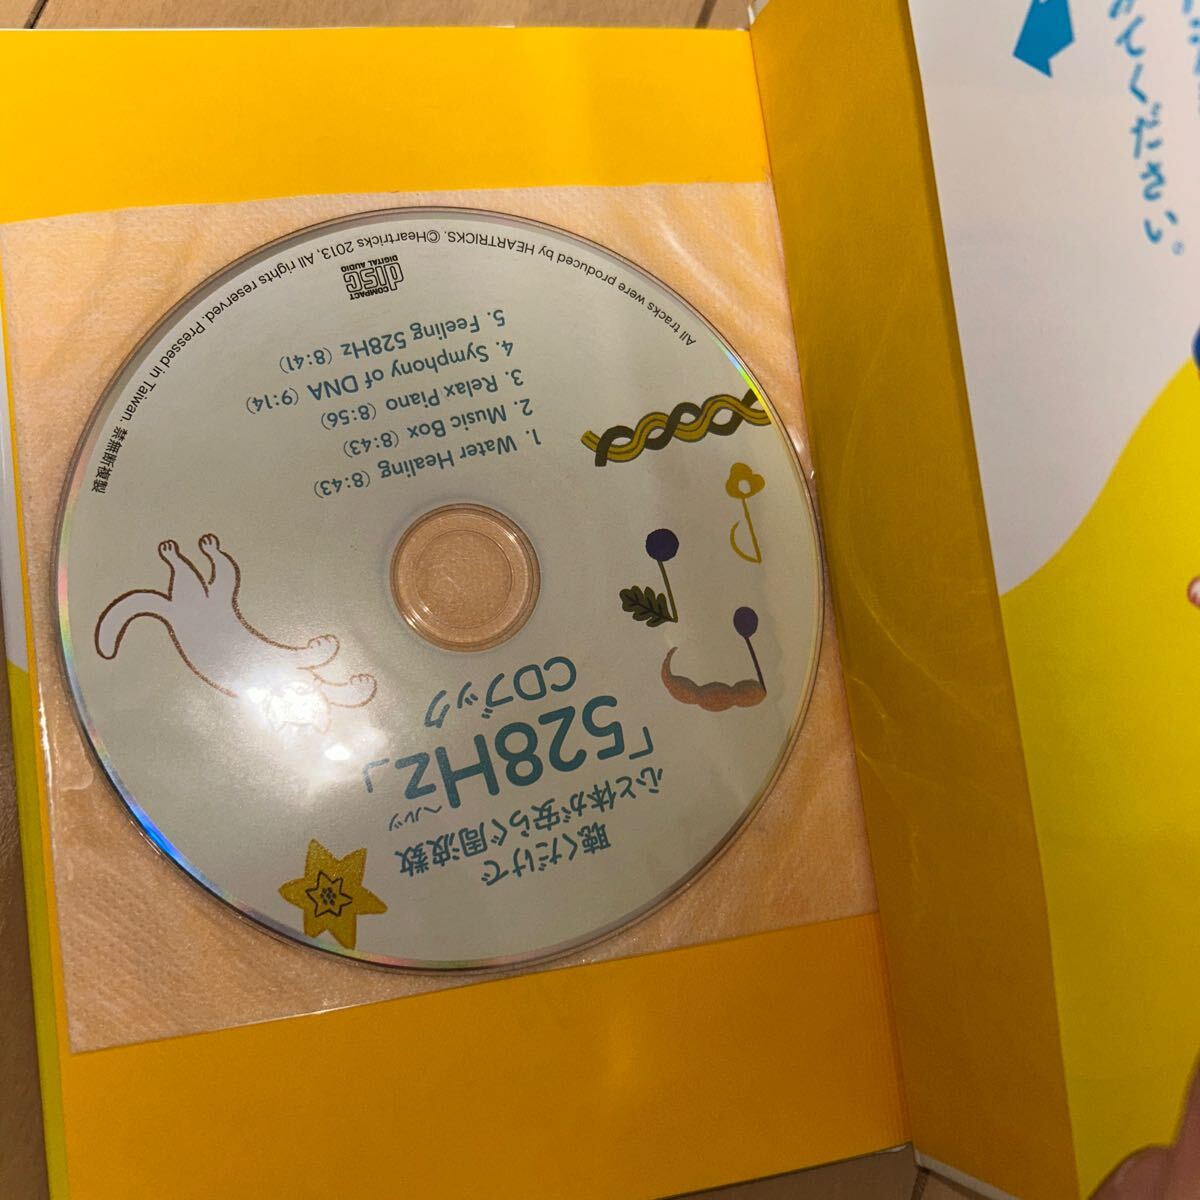 聴くだけで
心と体が安らぐ周波数
ヘルツ
「528Hz」
CDブック
1. Water Healing (8:43)
2. Music Box (8:43)
3. Relax Piano (8:56)
4. Symphony of DNA (9:14)
5. Feeling 528Hz (8:41)
COMPACT
disc
DIGITAL AUDIO
All tracks were produced by HEARTRICKS. ©Heartricks 2013, All rights reserved. Pressed in Taiwan. 禁無断複製
てください。